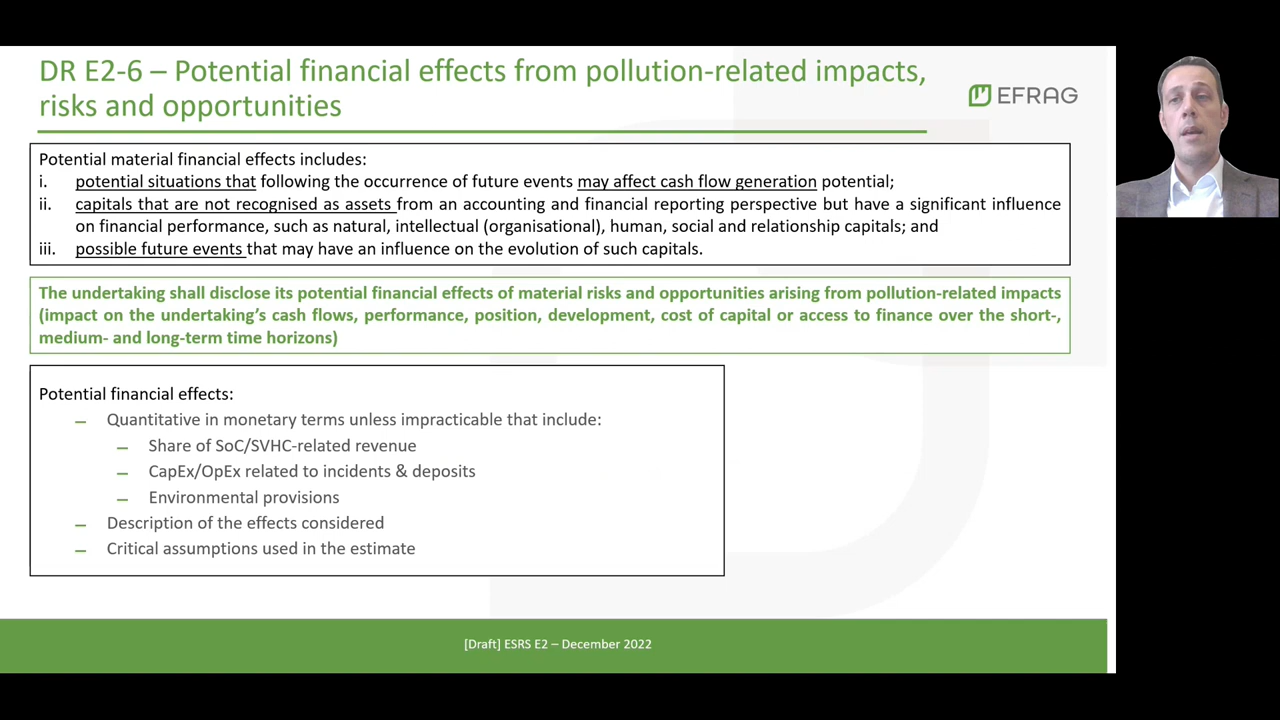 DR E2-6 – Potential financial effects from pollution-related impacts,
risks and opportunities
EFRAG
Potential material financial effects includes:
i. potential situations that following the occurrence of future events may affect cash flow generation potential;
ii. capitals that are not recognised as assets from an accounting and financial reporting perspective but have a significant influence
on financial performance, such as natural, intellectual (organisational), human, social and relationship capitals; and
iii. possible future events that may have an influence on the evolution of such capitals.
The undertaking shall disclose its potential financial effects of material risks and opportunities arising from pollution-related impacts
(impact on the undertaking's cash flows, performance, position, development, cost of capital or access to finance over the short-,
medium- and long-term time horizons)
Potential financial effects:
– Quantitative in monetary terms unless impracticable that include:
– Share of SoC/SVHC-related revenue
– CapEx/OpEx related to incidents & deposits
– Environmental provisions
– Description of the effects considered
– Critical assumptions used in the estimate
[Draft] ESRS E2 – December 2022